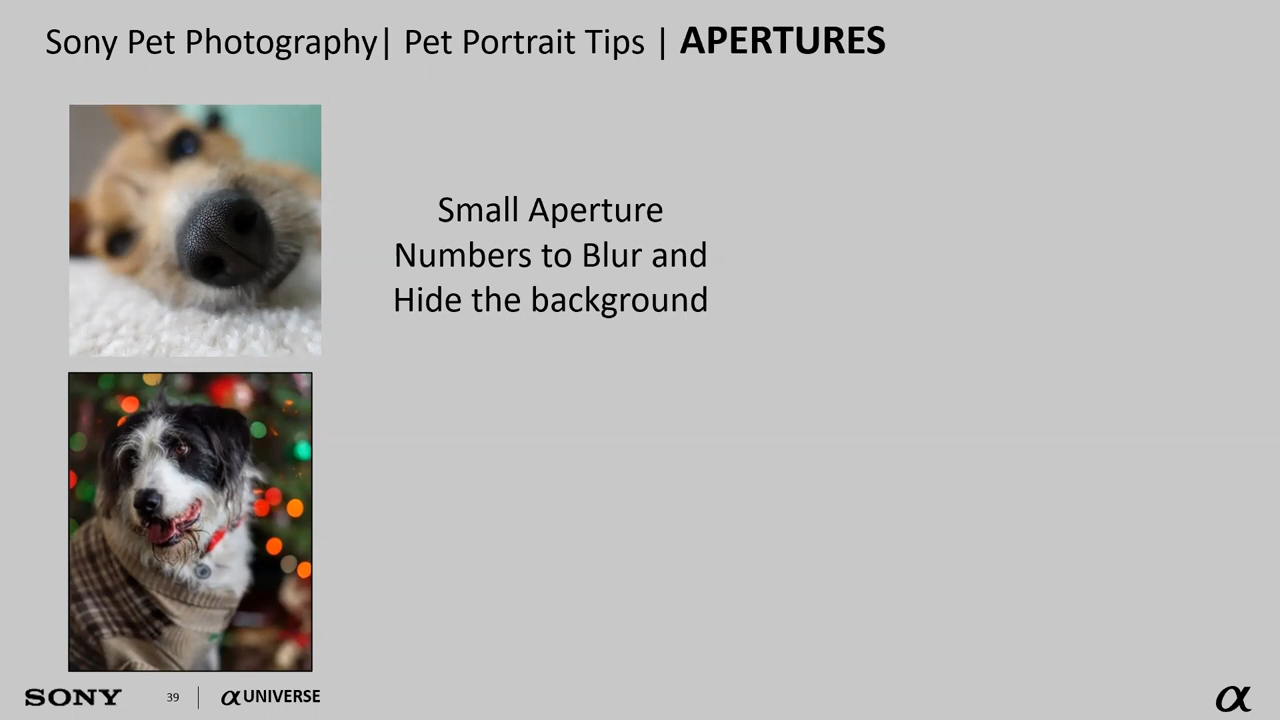 Sony Pet Photography| Pet Portrait Tips | APERTURES
Small Aperture
Numbers to Blur and
Hide the background
SONY 39 | α UNIVERSE
α